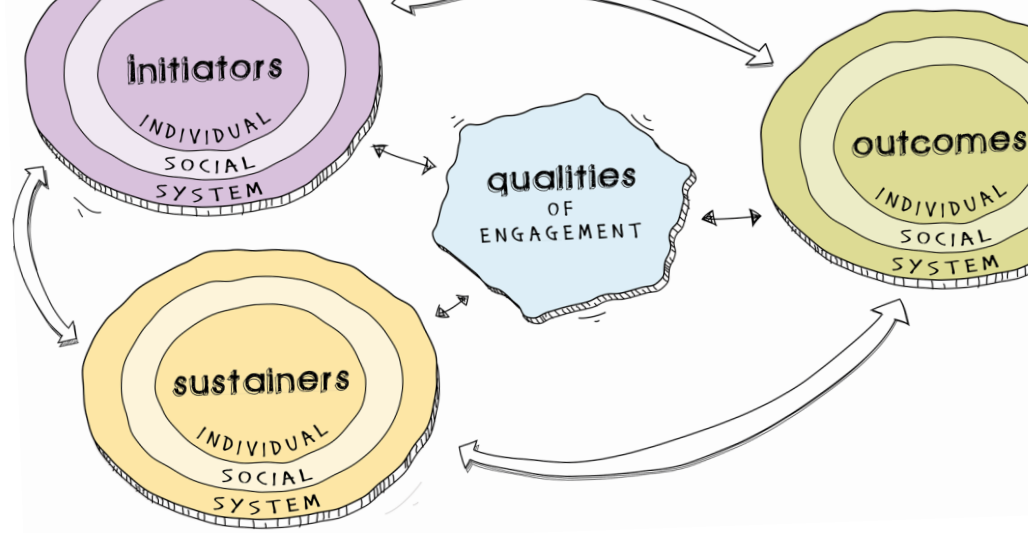 initiators
INDIVIDUAL
SOCIAL
SYSTEM
qualities
OF
ENGAGEMENT
outcomes
INDIVIDUAL
SOCIAL
SYSTEM
sustainers
INDIVIDUAL
SOCIAL
SYSTEM